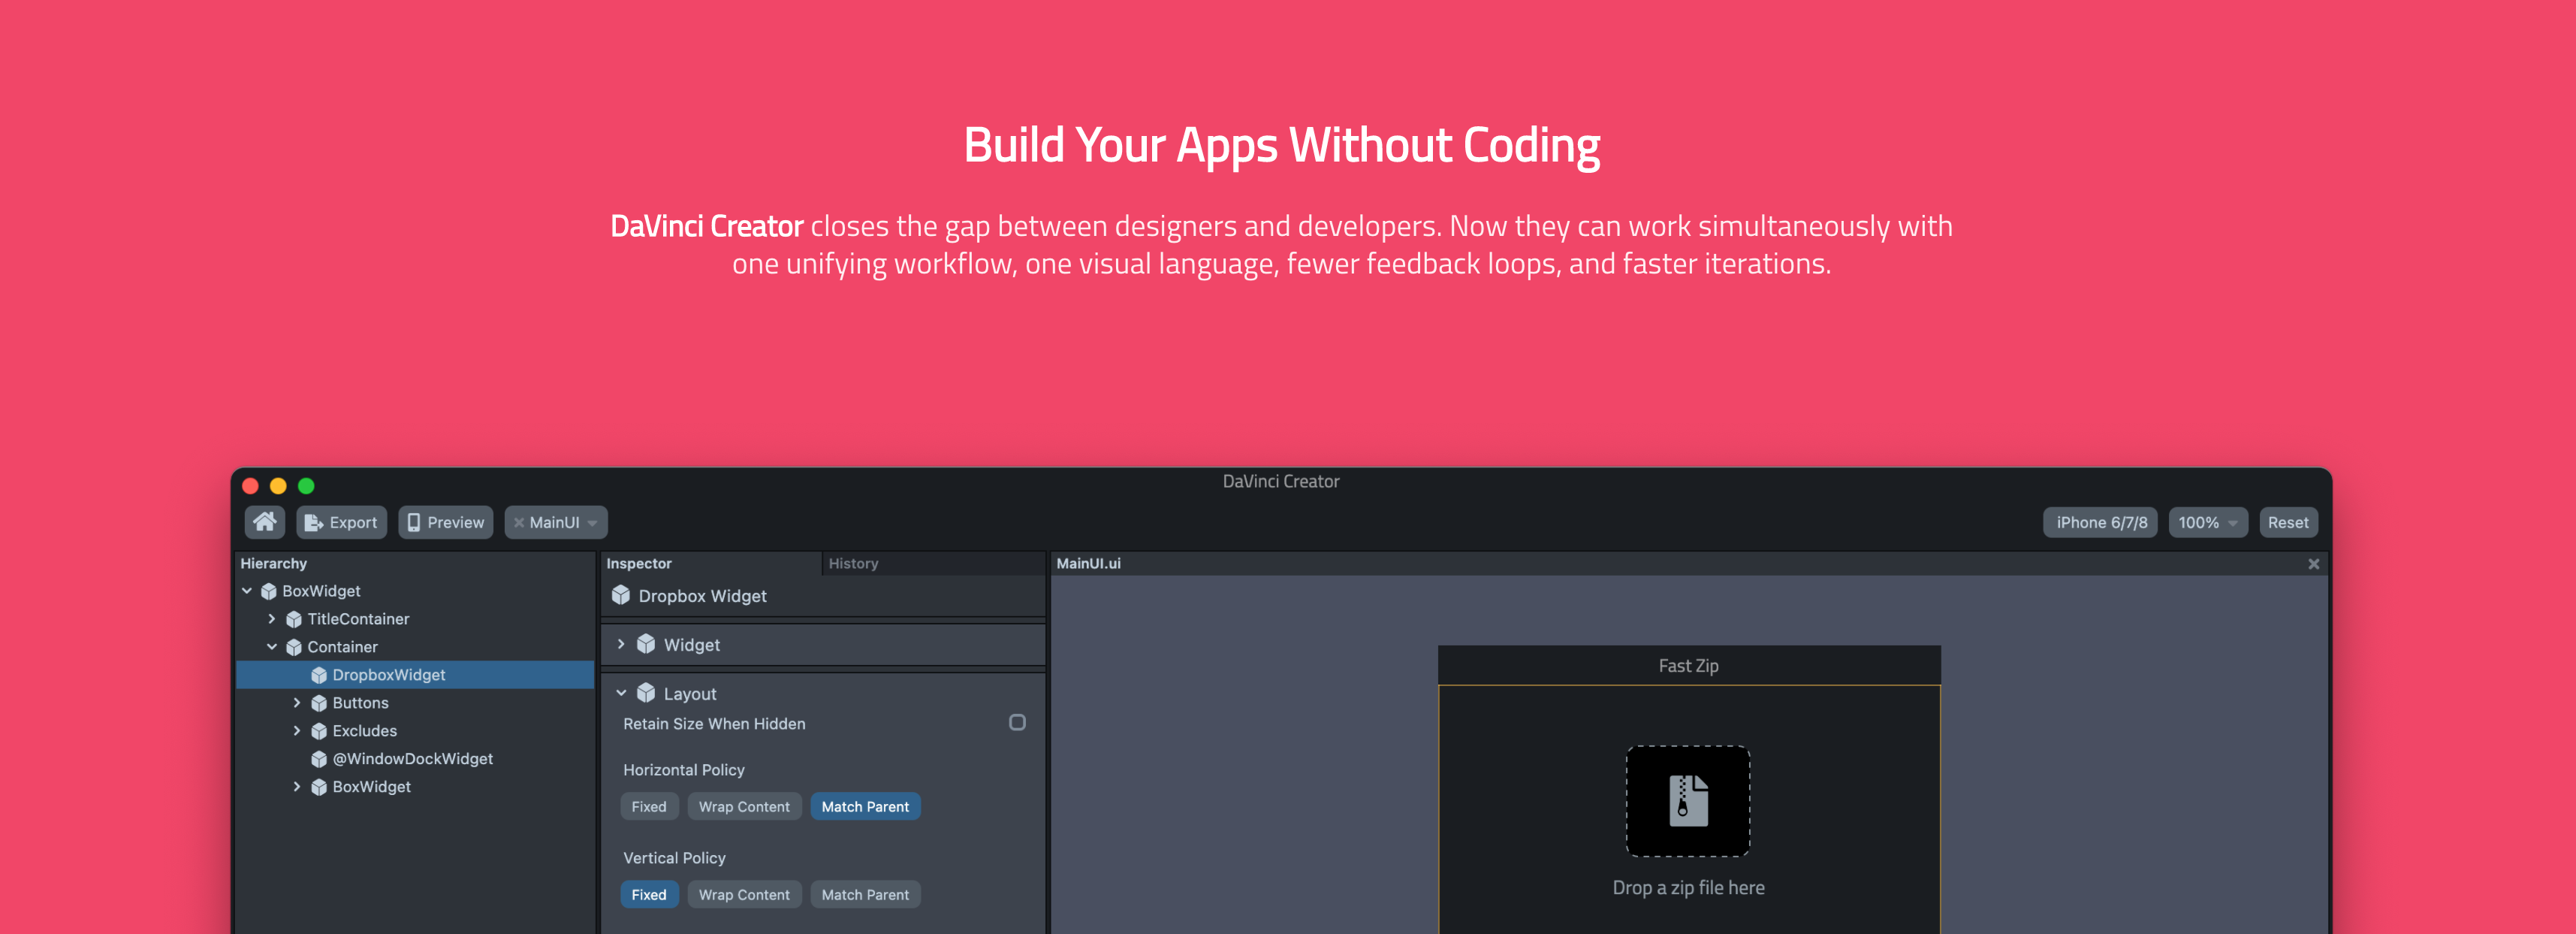 Build Your Apps Without Coding
DaVinci Creator closes the gap between designers and developers. Now they can work simultaneously with
one unifying workflow, one visual language, fewer feedback loops, and faster iterations.
DaVinci Creator
Export
Preview
MainUI
iPhone 6/7/8
100%
Reset
Hierarchy
BoxWidget
TitleContainer
Container
DropboxWidget
Buttons
Excludes
@WindowDockWidget
BoxWidget
Inspector
History
Dropbox Widget
Widget
Layout
Retain Size When Hidden
Horizontal Policy
Fixed
Wrap Content
Match Parent
Vertical Policy
Fixed
Wrap Content
Match Parent
MainUI.ui
Fast Zip
Drop a zip file here